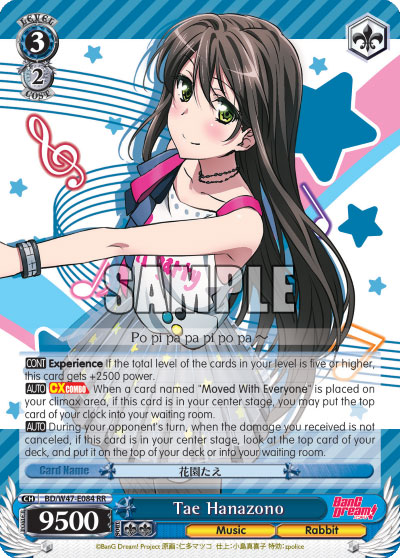 LEVEL
3
2
COST
SAMPLE
Po pi pa pa pi po pa～
CONT Experience If the total level of the cards in your level is five or higher,
this card gets +2500 power.
AUTO CX COMBO When a card named "Moved With Everyone" is placed on
your climax area, if this card is in your center stage, you may put the top
card of your clock into your waiting room.
AUTO During your opponent's turn, when the damage you received is not
canceled, if this card is in your center stage, look at the top card of your
deck, and put it on the top of your deck or into your waiting room.
Card Name 花園たえ
CH BD/W47-E084 RR
BanG Dream!
POWER 9500 SOUL Tae Hanazono
Music Rabbit
©BanG Dream! Project 原画：仁多マツコ 仕上：小島真喜子 特効：zpolice